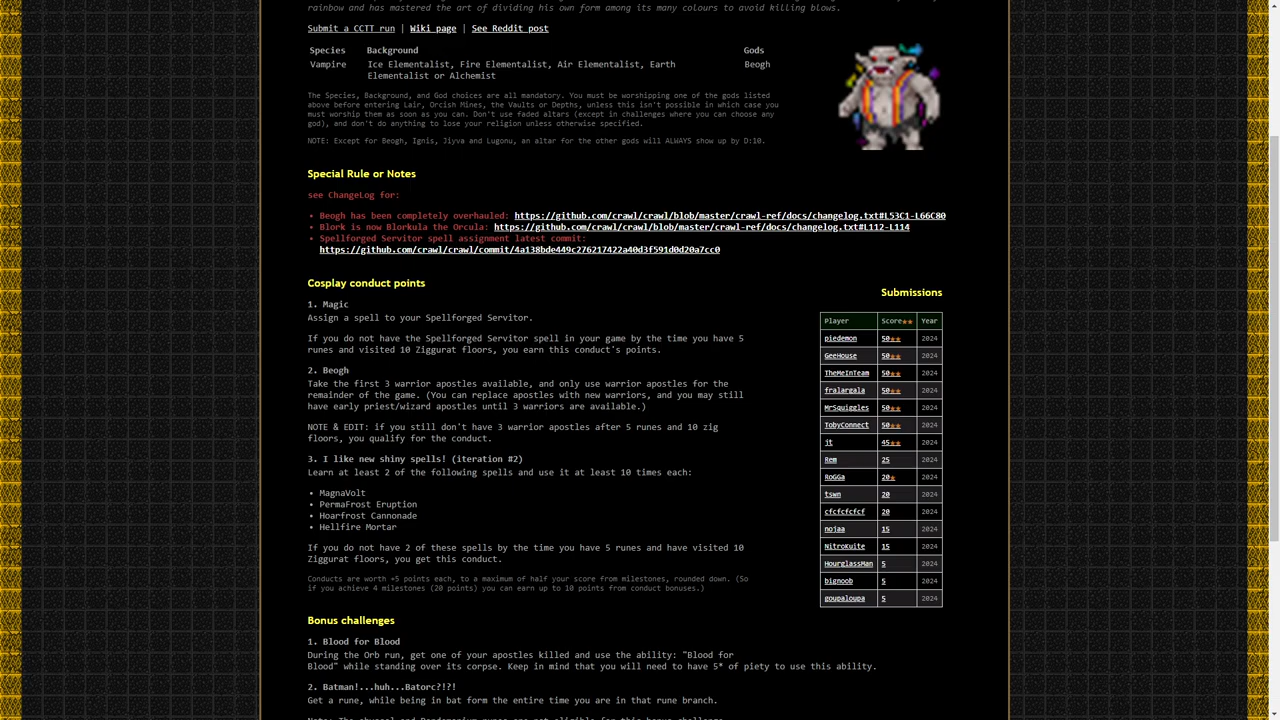 rainbow and has mastered the art of dividing his own form among its many colours to avoid killing blows.
Submit a CCTT run | Wiki page | See Reddit post
Species Background Gods
Vampire Ice Elementalist, Fire Elementalist, Air Elementalist, Earth Elementalist or Alchemist Beogh
The Species, Background, and God choices are all mandatory. You must be worshipping one of the gods listed
above before entering Lair, Orcish Mines, the Vaults or Depths, unless this isn't possible in which case you
must worship them as soon as you can. Don't use faded altars (except in challenges where you can choose any
god), and don't do anything to lose your religion unless otherwise specified.
NOTE: Except for Beogh, Ignis, Jiyva and Lugonu, an altar for the other gods will ALWAYS show up by D:10.
Special Rule or Notes
see ChangeLog for:
• Beogh has been completely overhauled: https://github.com/crawl/crawl/blob/master/crawl-ref/docs/changelog.txt#L53C1-L66C80
• Blork is now Blorkula the Orcula: https://github.com/crawl/crawl/blob/master/crawl-ref/docs/changelog.txt#L112-L114
• Spellforged Servitor spell assignment latest commit:
https://github.com/crawl/crawl/commit/4a138bde449c276217422a40d3f591d0d20a7cc0
Cosplay conduct points
1. Magic
Assign a spell to your Spellforged Servitor.
If you do not have the Spellforged Servitor spell in your game by the time you have 5
runes and visited 10 Ziggurat floors, you earn this conduct's points.
2. Beogh
Take the first 3 warrior apostles available, and only use warrior apostles for the
remainder of the game. (You can replace apostles with new warriors, and you may still
have early priest/wizard apostles until 3 warriors are available.)
NOTE & EDIT: if you still don't have 3 warrior apostles after 5 runes and 10 zig
floors, you qualify for the conduct.
3. I like new shiny spells! (iteration #2)
Learn at least 2 of the following spells and use it at least 10 times each:
• MagnaVolt
• PermaFrost Eruption
• Hoarfrost Cannonade
• Hellfire Mortar
If you do not have 2 of these spells by the time you have 5 runes and have visited 10
Ziggurat floors, you get this conduct.
Conducts are worth +5 points each, to a maximum of half your score from milestones, rounded down. (So
if you achieve 4 milestones (20 points) you can earn up to 10 points from conduct bonuses.)
Submissions
Player Score★★ Year
piedemon 50★★ 2024
GeeHouse 50★★ 2024
TheMeInTeam 50★★ 2024
fralargala 50★★ 2024
MrSquiggles 50★★ 2024
TobyConnect 50★★ 2024
jt 45★★ 2024
Rem 25 2024
RoGGa 20★ 2024
tswn 20 2024
cfcfcfcfcf 20 2024
nojaa 15 2024
NitroKuite 15 2024
HourglassMan 5 2024
bignoob 5 2024
goupaloupa 5 2024
Bonus challenges
1. Blood for Blood
During the Orb run, get one of your apostles killed and use the ability: "Blood for
Blood" while standing over its corpse. Keep in mind that you will need to have 5* of piety to use this ability.
2. Batman!...huh...Batorc?!?!
Get a rune, while being in bat form the entire time you are in that rune branch.